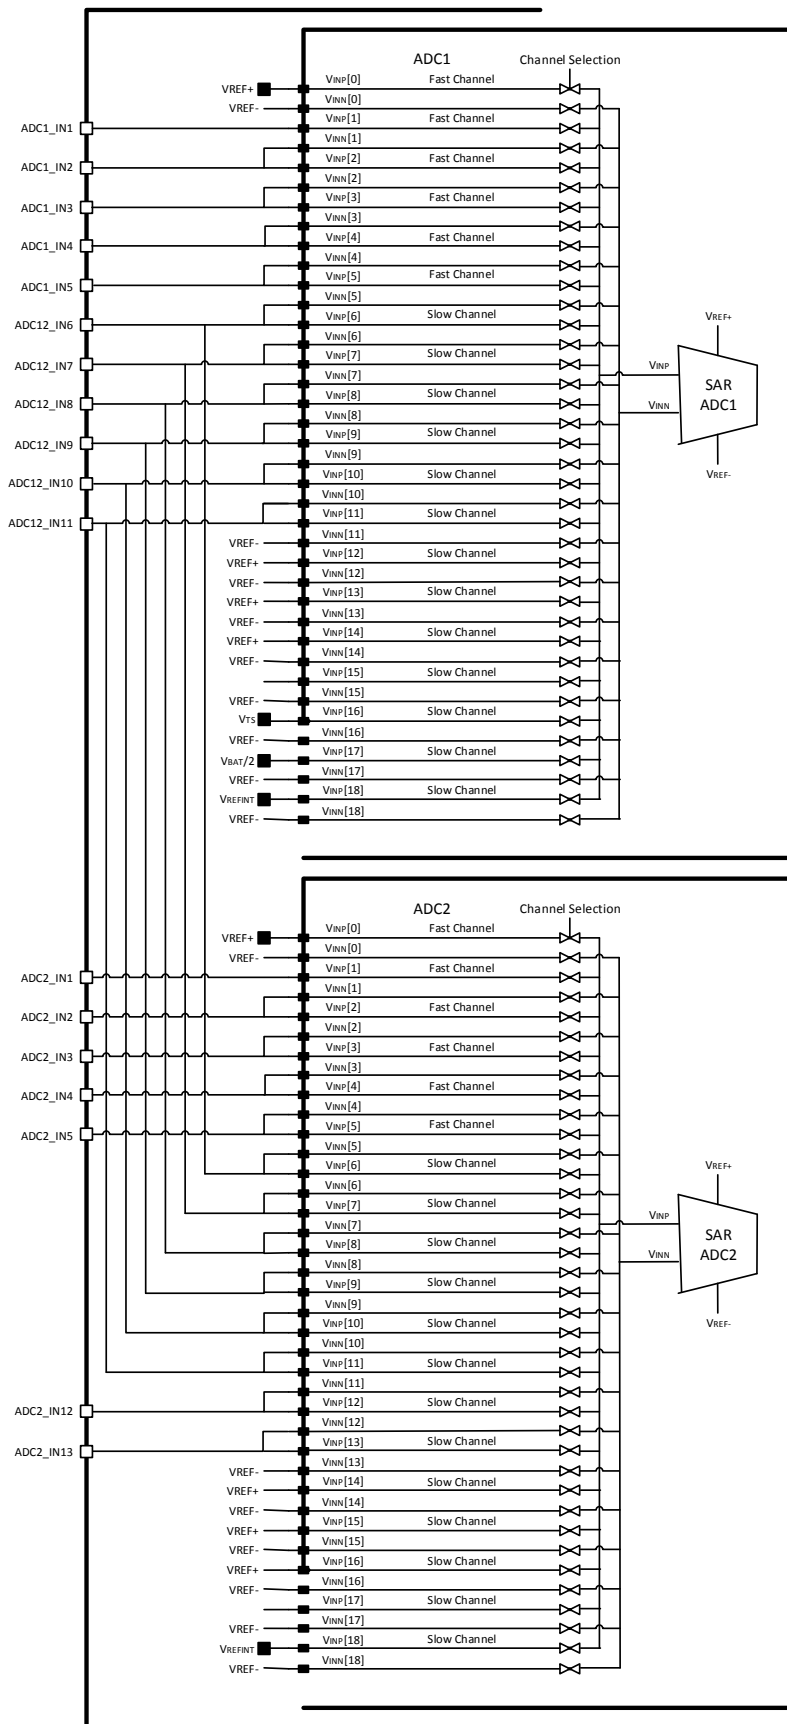 ADC1 Channel Selection
VINP[0] Fast Channel
VREF+
VINN[0]
VREF-
VINP[1] Fast Channel
ADC1_IN1
VINN[1]
VINP[2] Fast Channel
ADC1_IN2
VINN[2]
VINP[3] Fast Channel
ADC1_IN3
VINN[3]
VINP[4] Fast Channel
ADC1_IN4
VINN[4]
VINP[5] Fast Channel
ADC1_IN5
VINN[5]
VINP[6] Slow Channel
ADC12_IN6
VREF+
VINN[6]
VINP[7] Slow Channel
ADC12_IN7
VINP
VINN[7]
SAR
ADC1
VINP[8] Slow Channel
ADC12_IN8
VINN
VINN[8]
VINP[9] Slow Channel
ADC12_IN9
VINN[9]
VREF-
VINP[10] Slow Channel
ADC12_IN10
VINN[10]
VINP[11] Slow Channel
ADC12_IN11
VINN[11]
VREF-
VINP[12] Slow Channel
VREF+
VINN[12]
VREF-
VINP[13] Slow Channel
VREF+
VINN[13]
VREF-
VINP[14] Slow Channel
VREF+
VINN[14]
VREF-
VINP[15] Slow Channel
VINN[15]
VREF-
VINP[16] Slow Channel
VTS
VINN[16]
VREF-
VINP[17] Slow Channel
VBAT/2
VINN[17]
VREF-
VINP[18] Slow Channel
VREFINT
VINN[18]
VREF-
ADC2 Channel Selection
VINP[0] Fast Channel
VREF+
VINN[0]
VREF-
VINP[1] Fast Channel
ADC2_IN1
VINN[1]
VINP[2] Fast Channel
ADC2_IN2
VINN[2]
VINP[3] Fast Channel
ADC2_IN3
VINN[3]
VINP[4] Fast Channel
ADC2_IN4
VINN[4]
VINP[5] Fast Channel
ADC2_IN5
VINN[5]
VINP[6] Slow Channel
VREF+
VINN[6]
VINP[7] Slow Channel
VINP
VINN[7]
SAR
ADC2
VINP[8] Slow Channel
VINN
VINN[8]
VINP[9] Slow Channel
VINN[9]
VREF-
VINP[10] Slow Channel
VINN[10]
VINP[11] Slow Channel
VINN[11]
VINP[12] Slow Channel
ADC2_IN12
VINN[12]
VINP[13] Slow Channel
ADC2_IN13
VINN[13]
VREF-
VINP[14] Slow Channel
VREF+
VINN[14]
VREF-
VINP[15] Slow Channel
VREF+
VINN[15]
VREF-
VINP[16] Slow Channel
VREF+
VINN[16]
VREF-
VINP[17] Slow Channel
VINN[17]
VREF-
VINP[18] Slow Channel
VREFINT
VINN[18]
VREF-